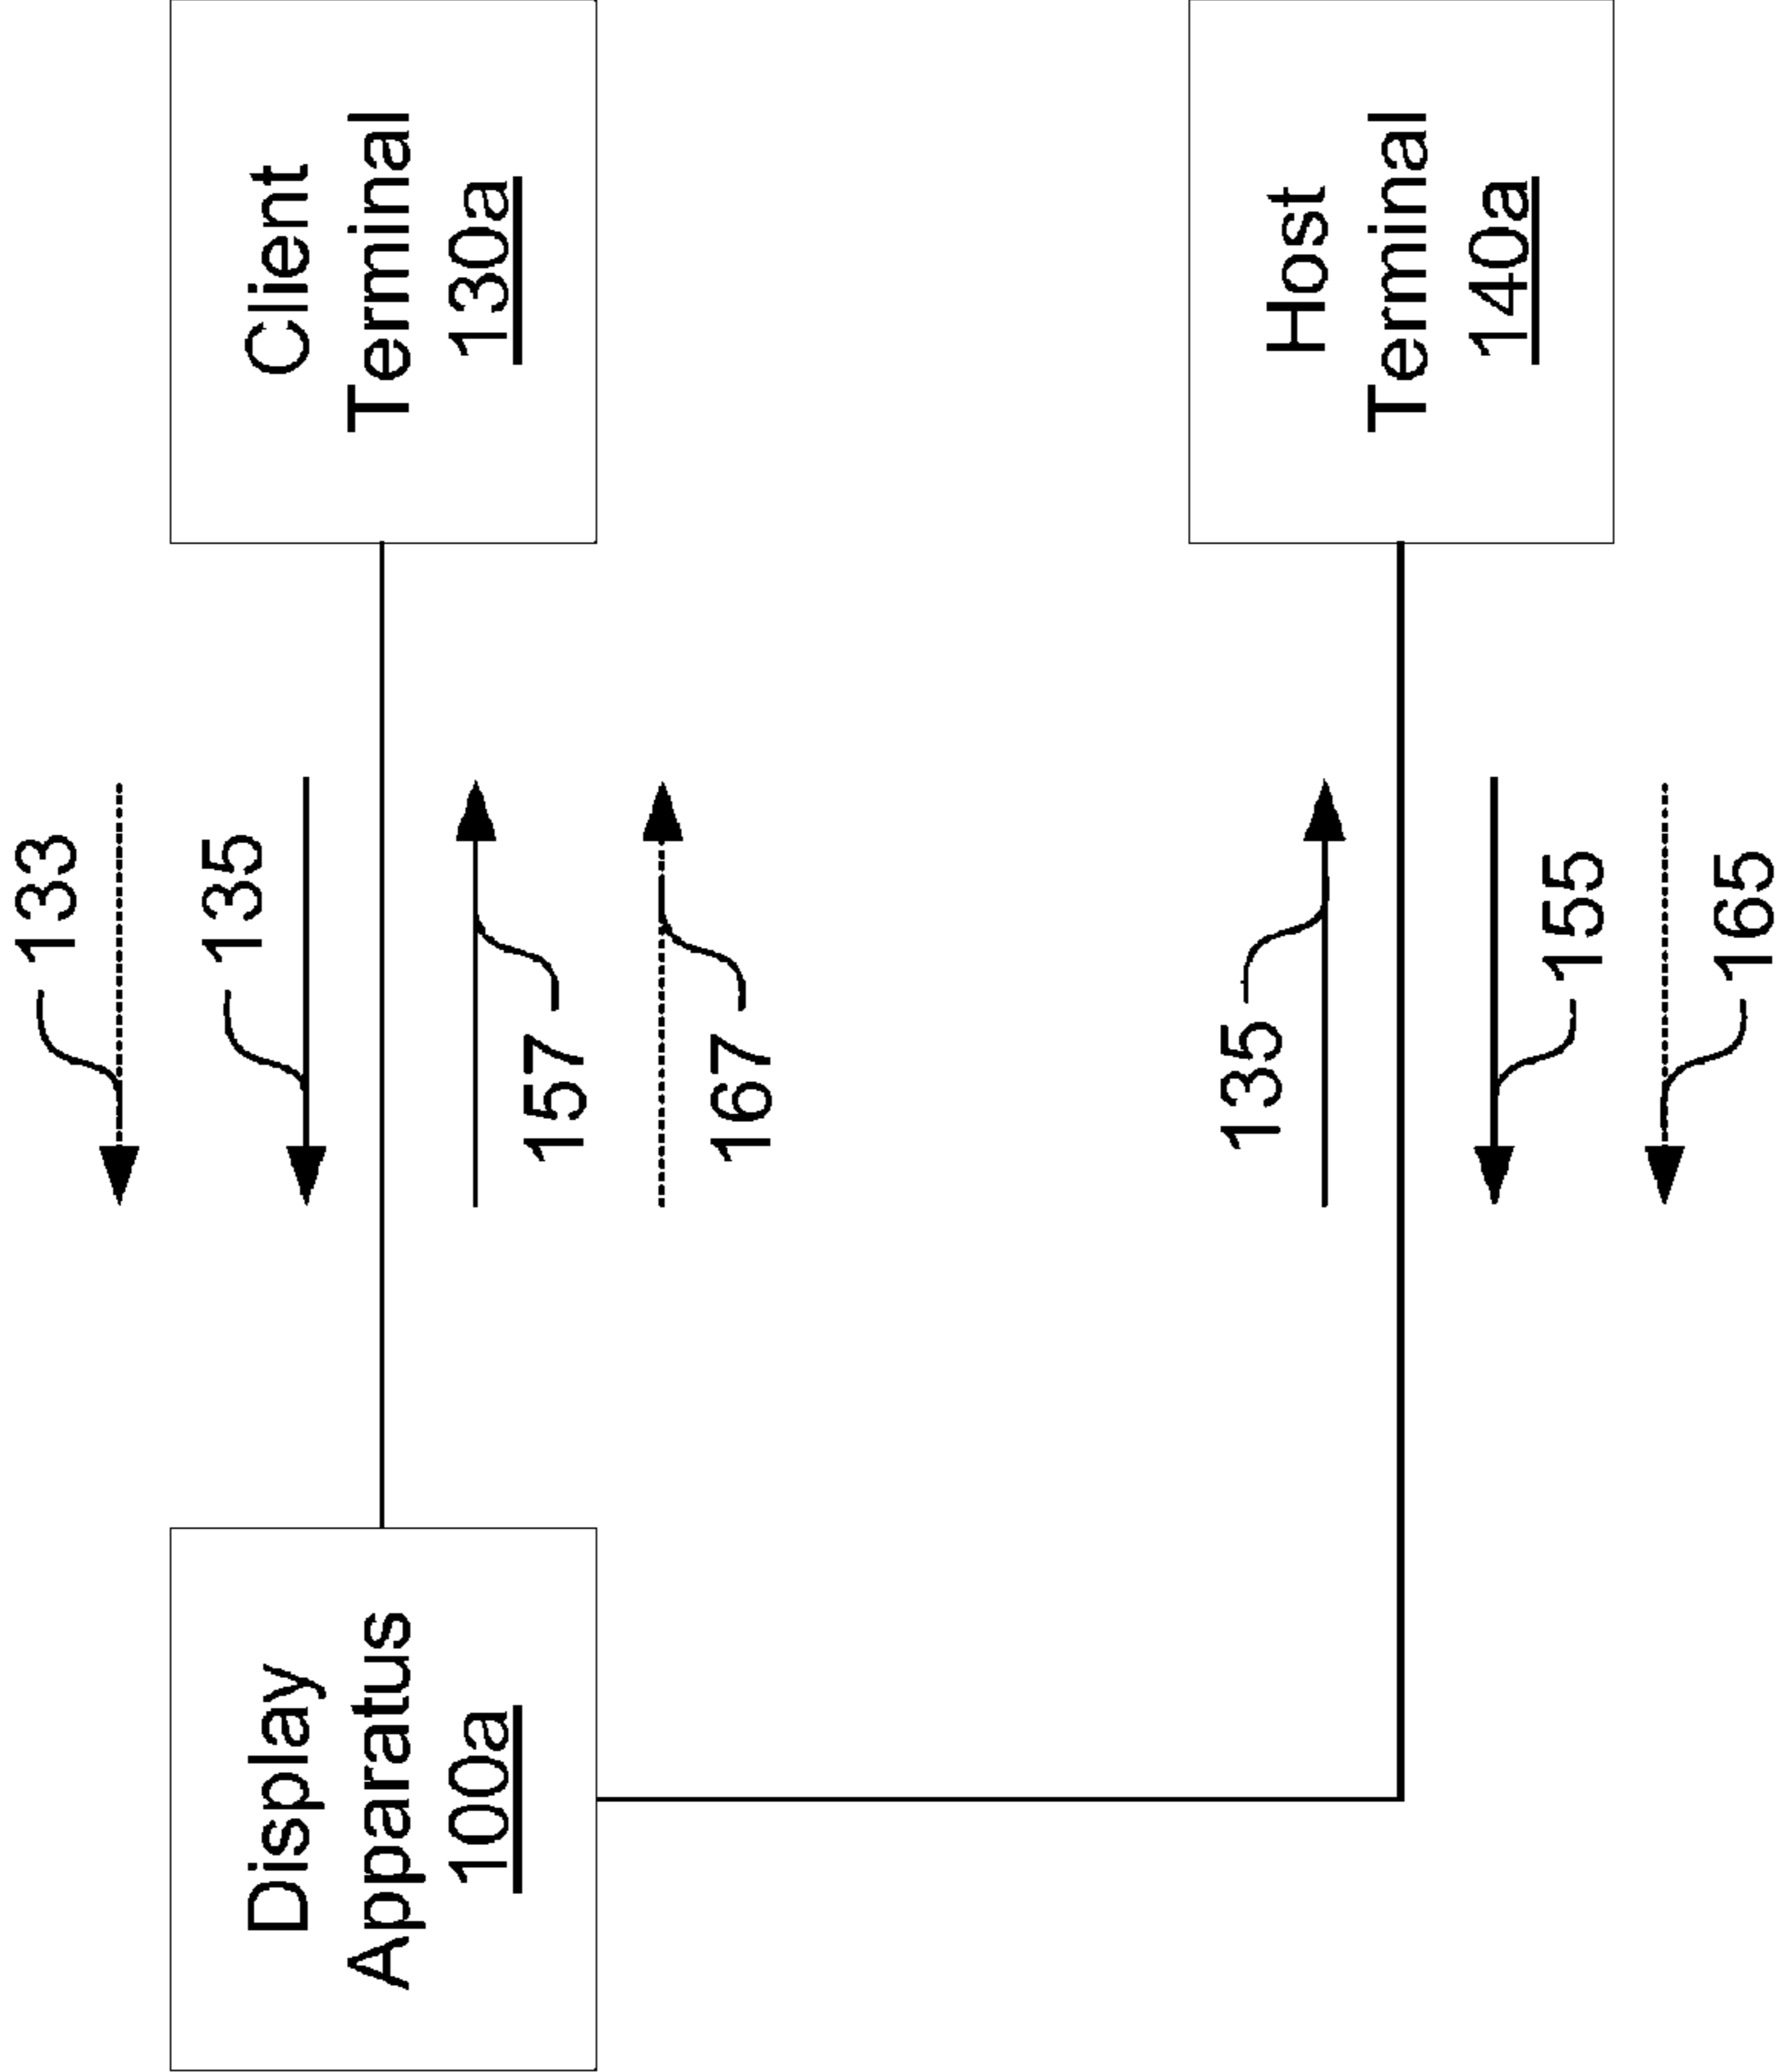 133
135
Display
Apparatus
100a
Client
Terminal
130a
157
167
135
Host
Terminal
140a
155
165